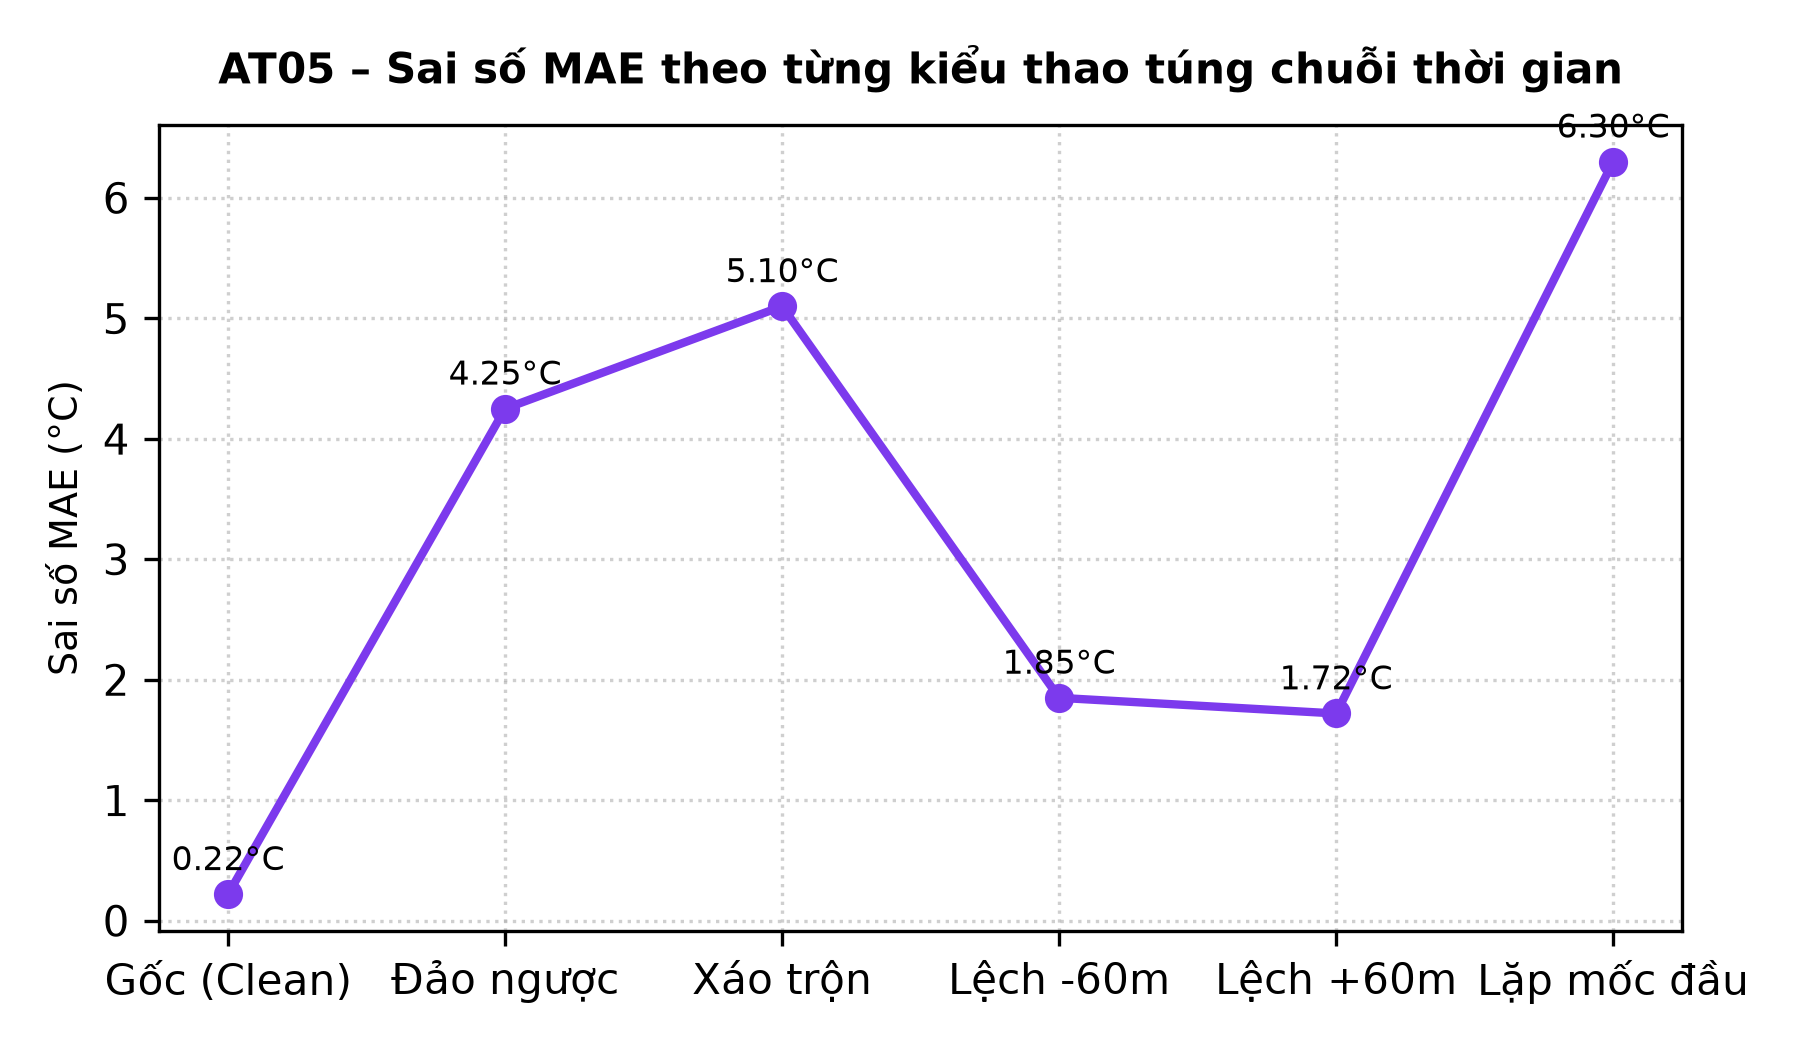 AT05 – Sai số MAE theo từng kiểu thao túng chuỗi thời gian
6.30°C
6
5.10°C
5
4.25°C
4
Sai số MAE (°C)
3
2
1.85°C
1.72°C
1
0.22°C
0
Gốc (Clean) Đảo ngược Xáo trộn Lệch -60m Lệch +60m Lặp mốc đầu